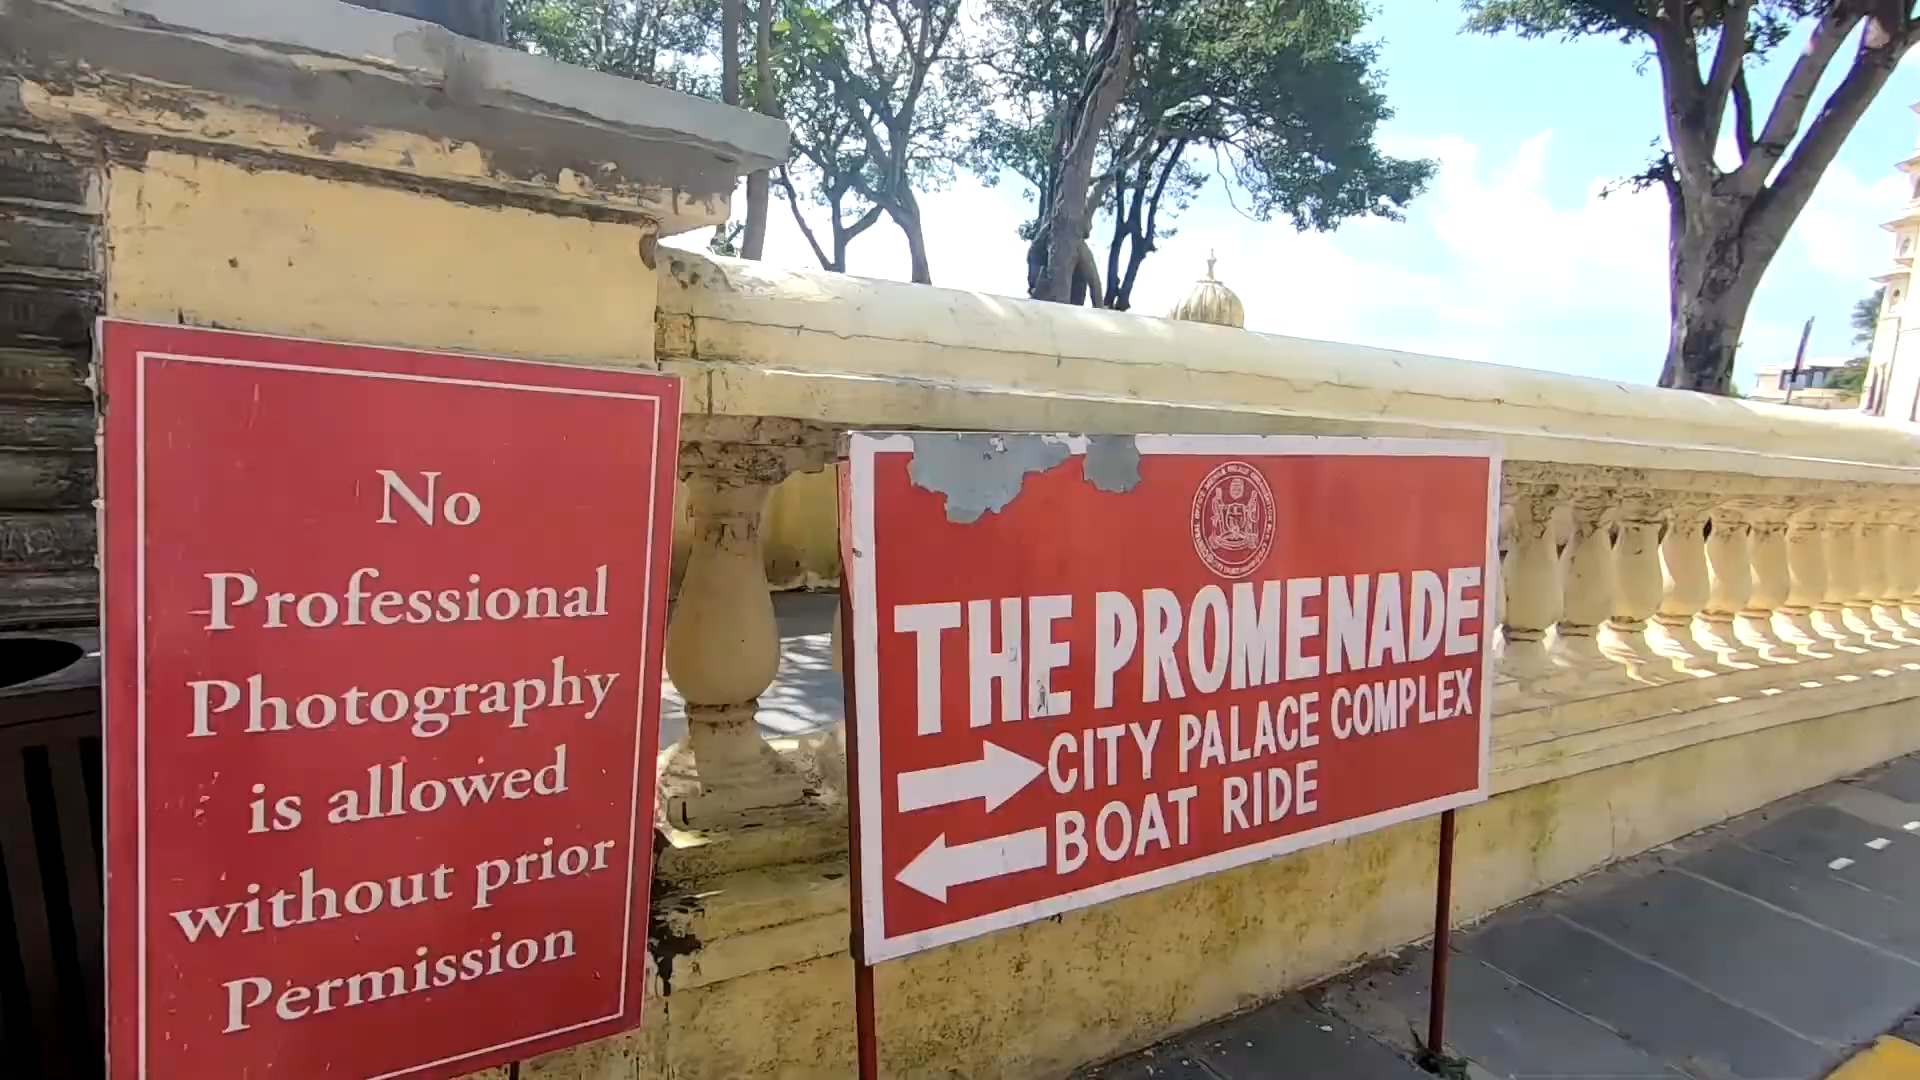 No
Professional
Photography
is allowed
without prior
Permission
THE PROMENADE
CITY PALACE COMPLEX
BOAT RIDE